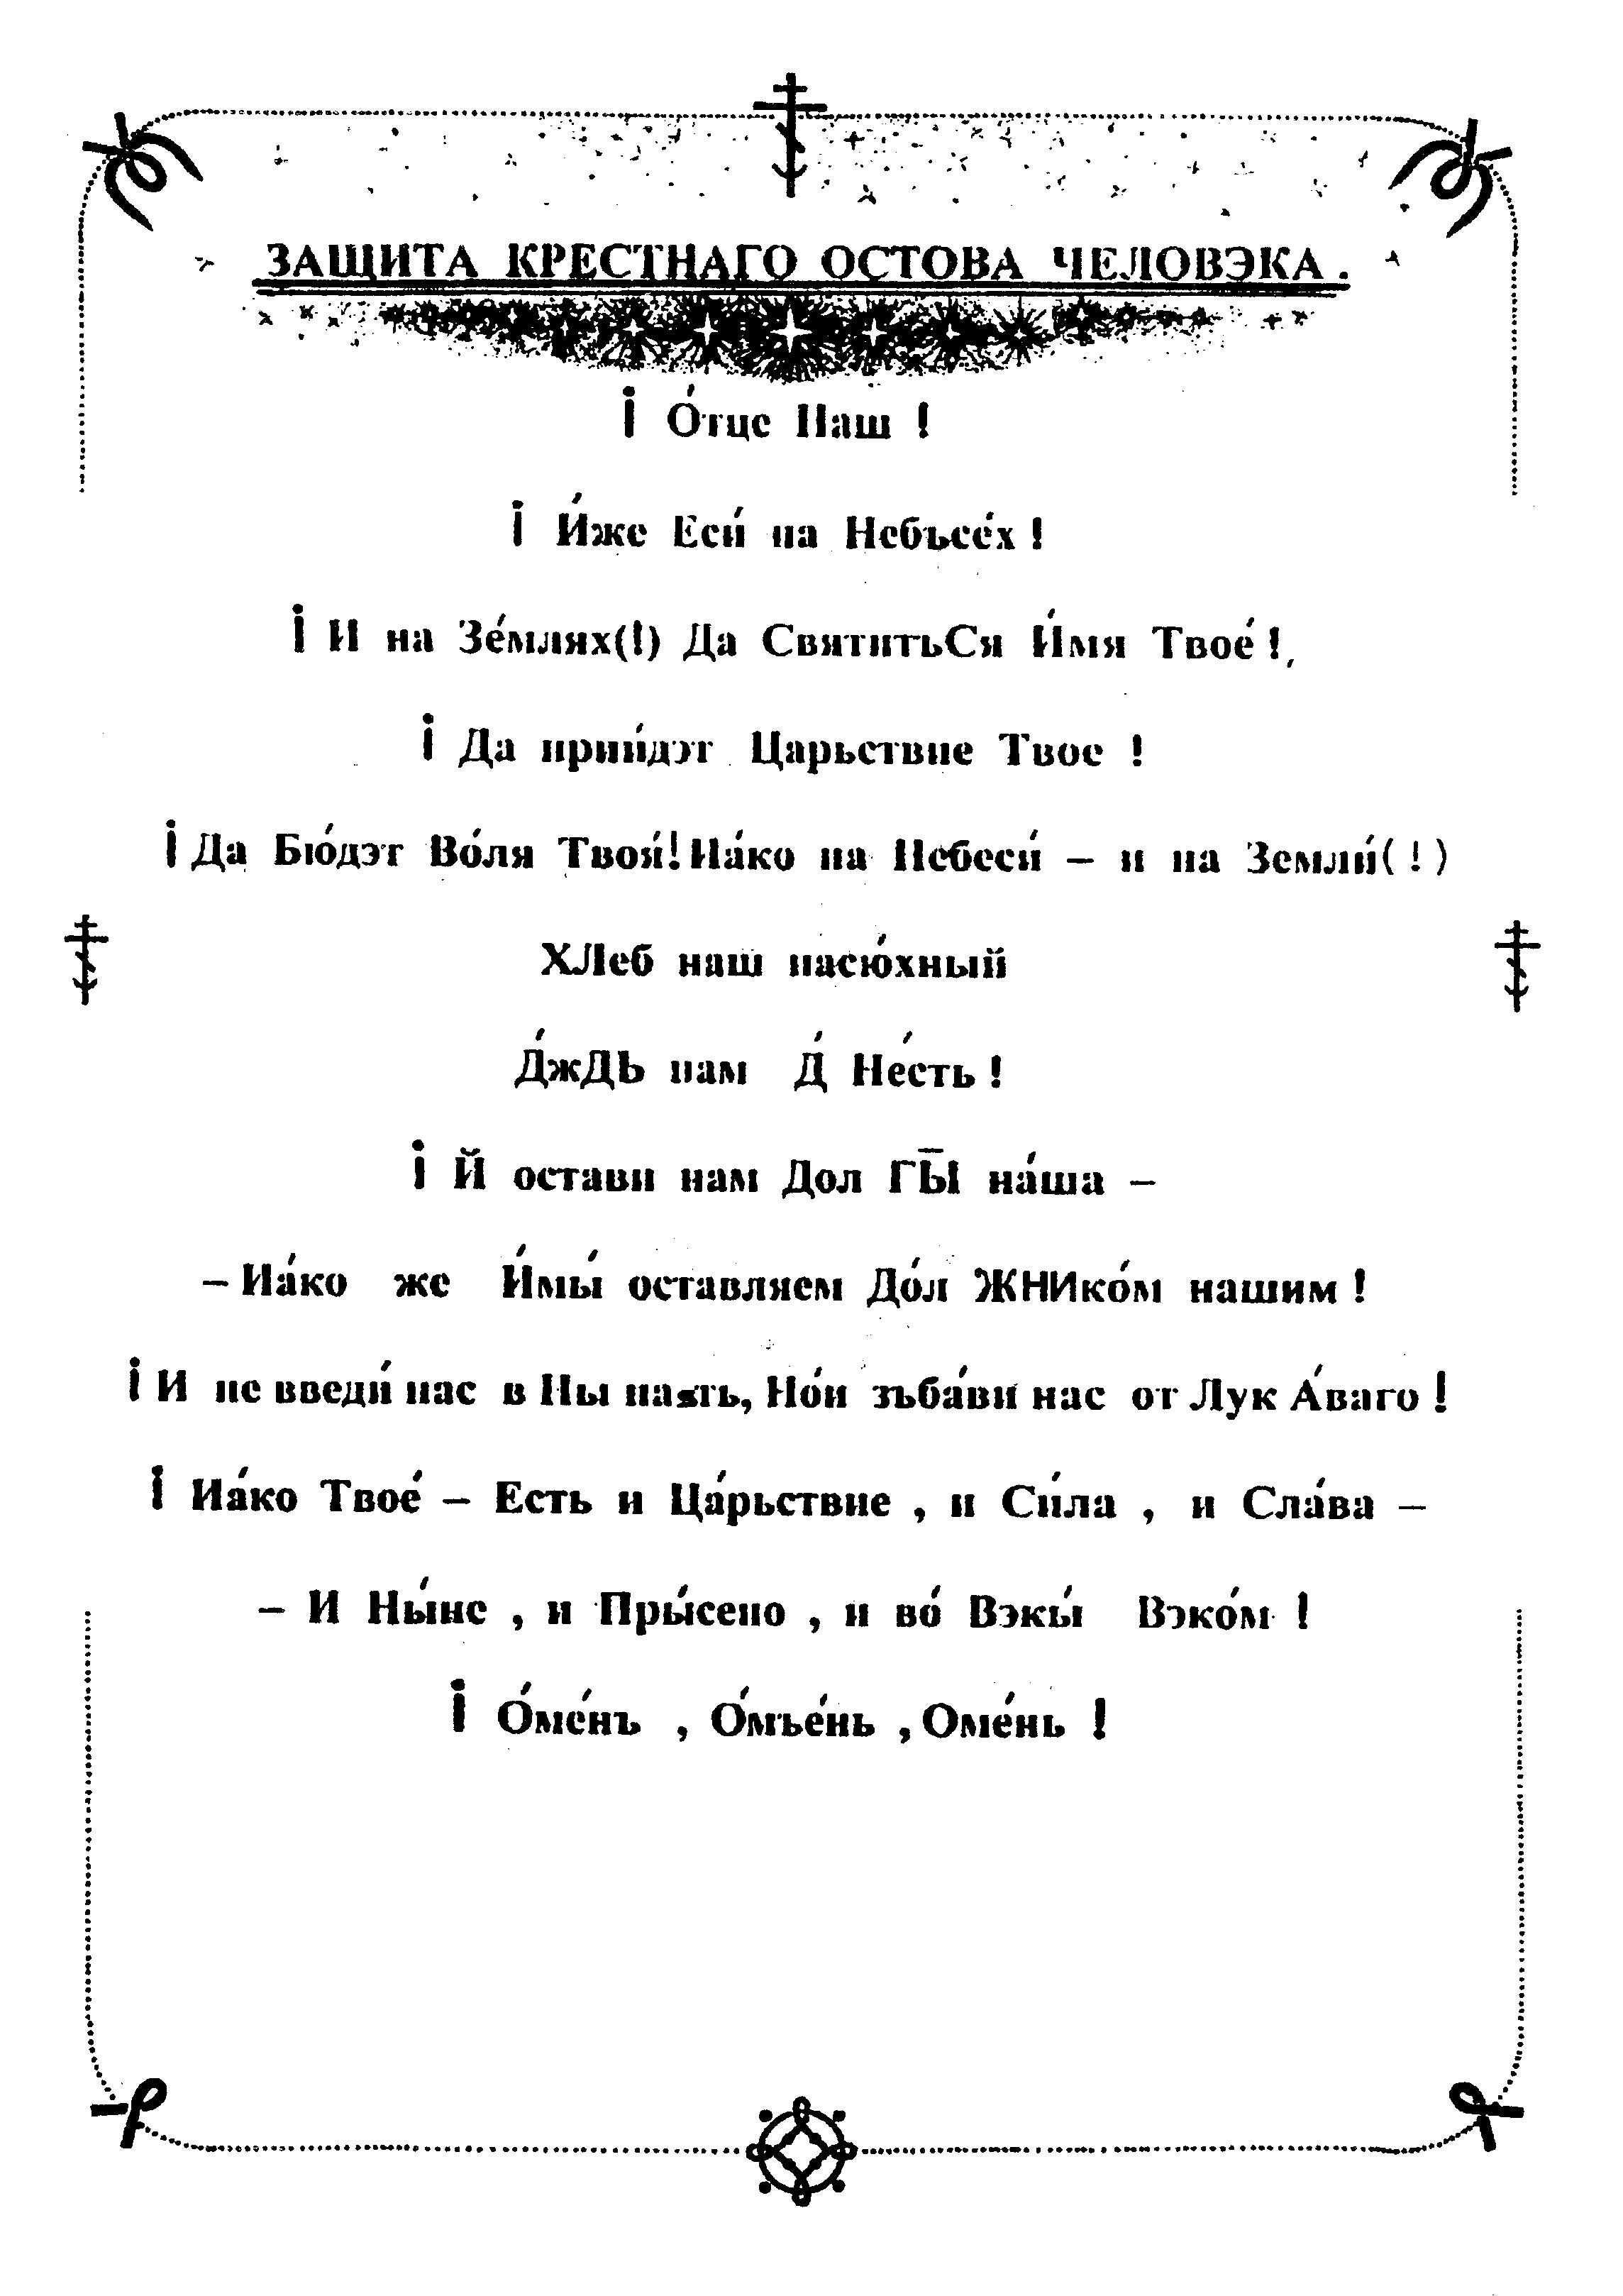 ЗАЩИТА КРЕСТНАГО ОСТОВА ЧЕЛОВЭКА.
¡ О́тце Наш !
¡ И́же Еси́ на Небъсе́х !
¡ И на Зе́млях(!) Да СвятитьСя И́мя Твое́ !
¡ Да прии́дэт Царьствие Твое !
¡ Да Бю́дэт Во́ля Твоя́! Иа́ко на Небеси́ – и на Земли́( ! )
ХЛеб наш насю́хный
Д́жДЬ нам Д́ Не́сть !
¡ Й остави нам Дол ГЫ̄ на́ша –
– Иа́ко же И́мы́ оставляем До́л ЖНИко́м нашим !
¡ И не введи́ нас в Ны паять, Но́и зъба́ви нас от Лук А́ваго !
¡ Иа́ко Твое́ – Есть и Ца́рьствие , и Си́ла , и Сла́ва –
– И Ны́не , и Пры́сено , и во́ Вэкы́ Вэко́м !
¡ О́ме́нъ , О́мъе́нь , Оме́нь !